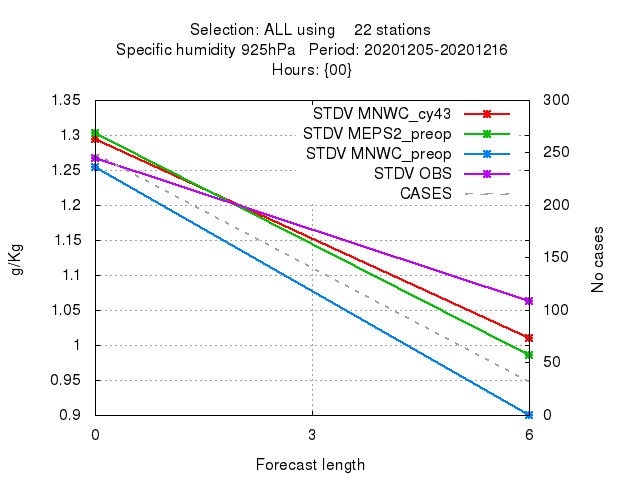 Selection: ALL using    22 stations
Specific humidity 925hPa   Period: 20201205-20201216
Hours: {00}
STDV MNWC_cy43
STDV MEPS2_preop
STDV MNWC_preop
STDV OBS
CASES
1.35
1.3
1.25
1.2
1.15
1.1
1.05
1
0.95
0.9
g/Kg
300
250
200
150
100
50
0
No cases
0 3 6
Forecast length